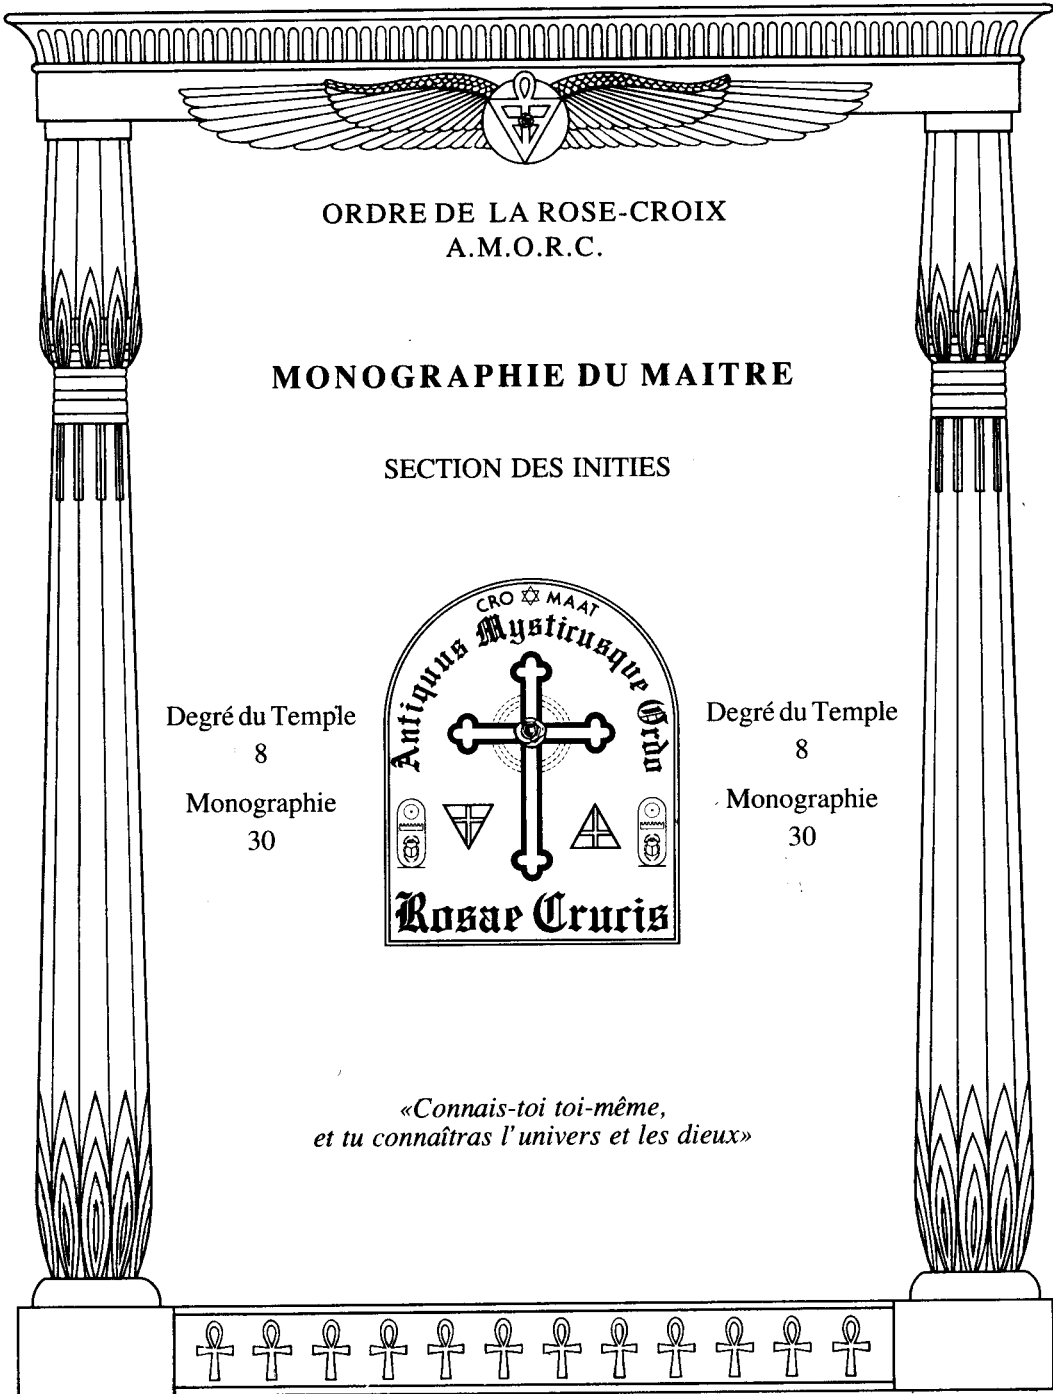 ORDRE DE LA ROSE-CROIX
A.M.O.R.C.
MONOGRAPHIE DU MAITRE
SECTION DES INITIES
CRO MAAT
Antiquus Mysticusque Ordo
Rosae Crucis
Degré du Temple
8
Monographie
30
Degré du Temple
8
Monographie
30
«Connais-toi toi-même,
et tu connaîtras l'univers et les dieux»